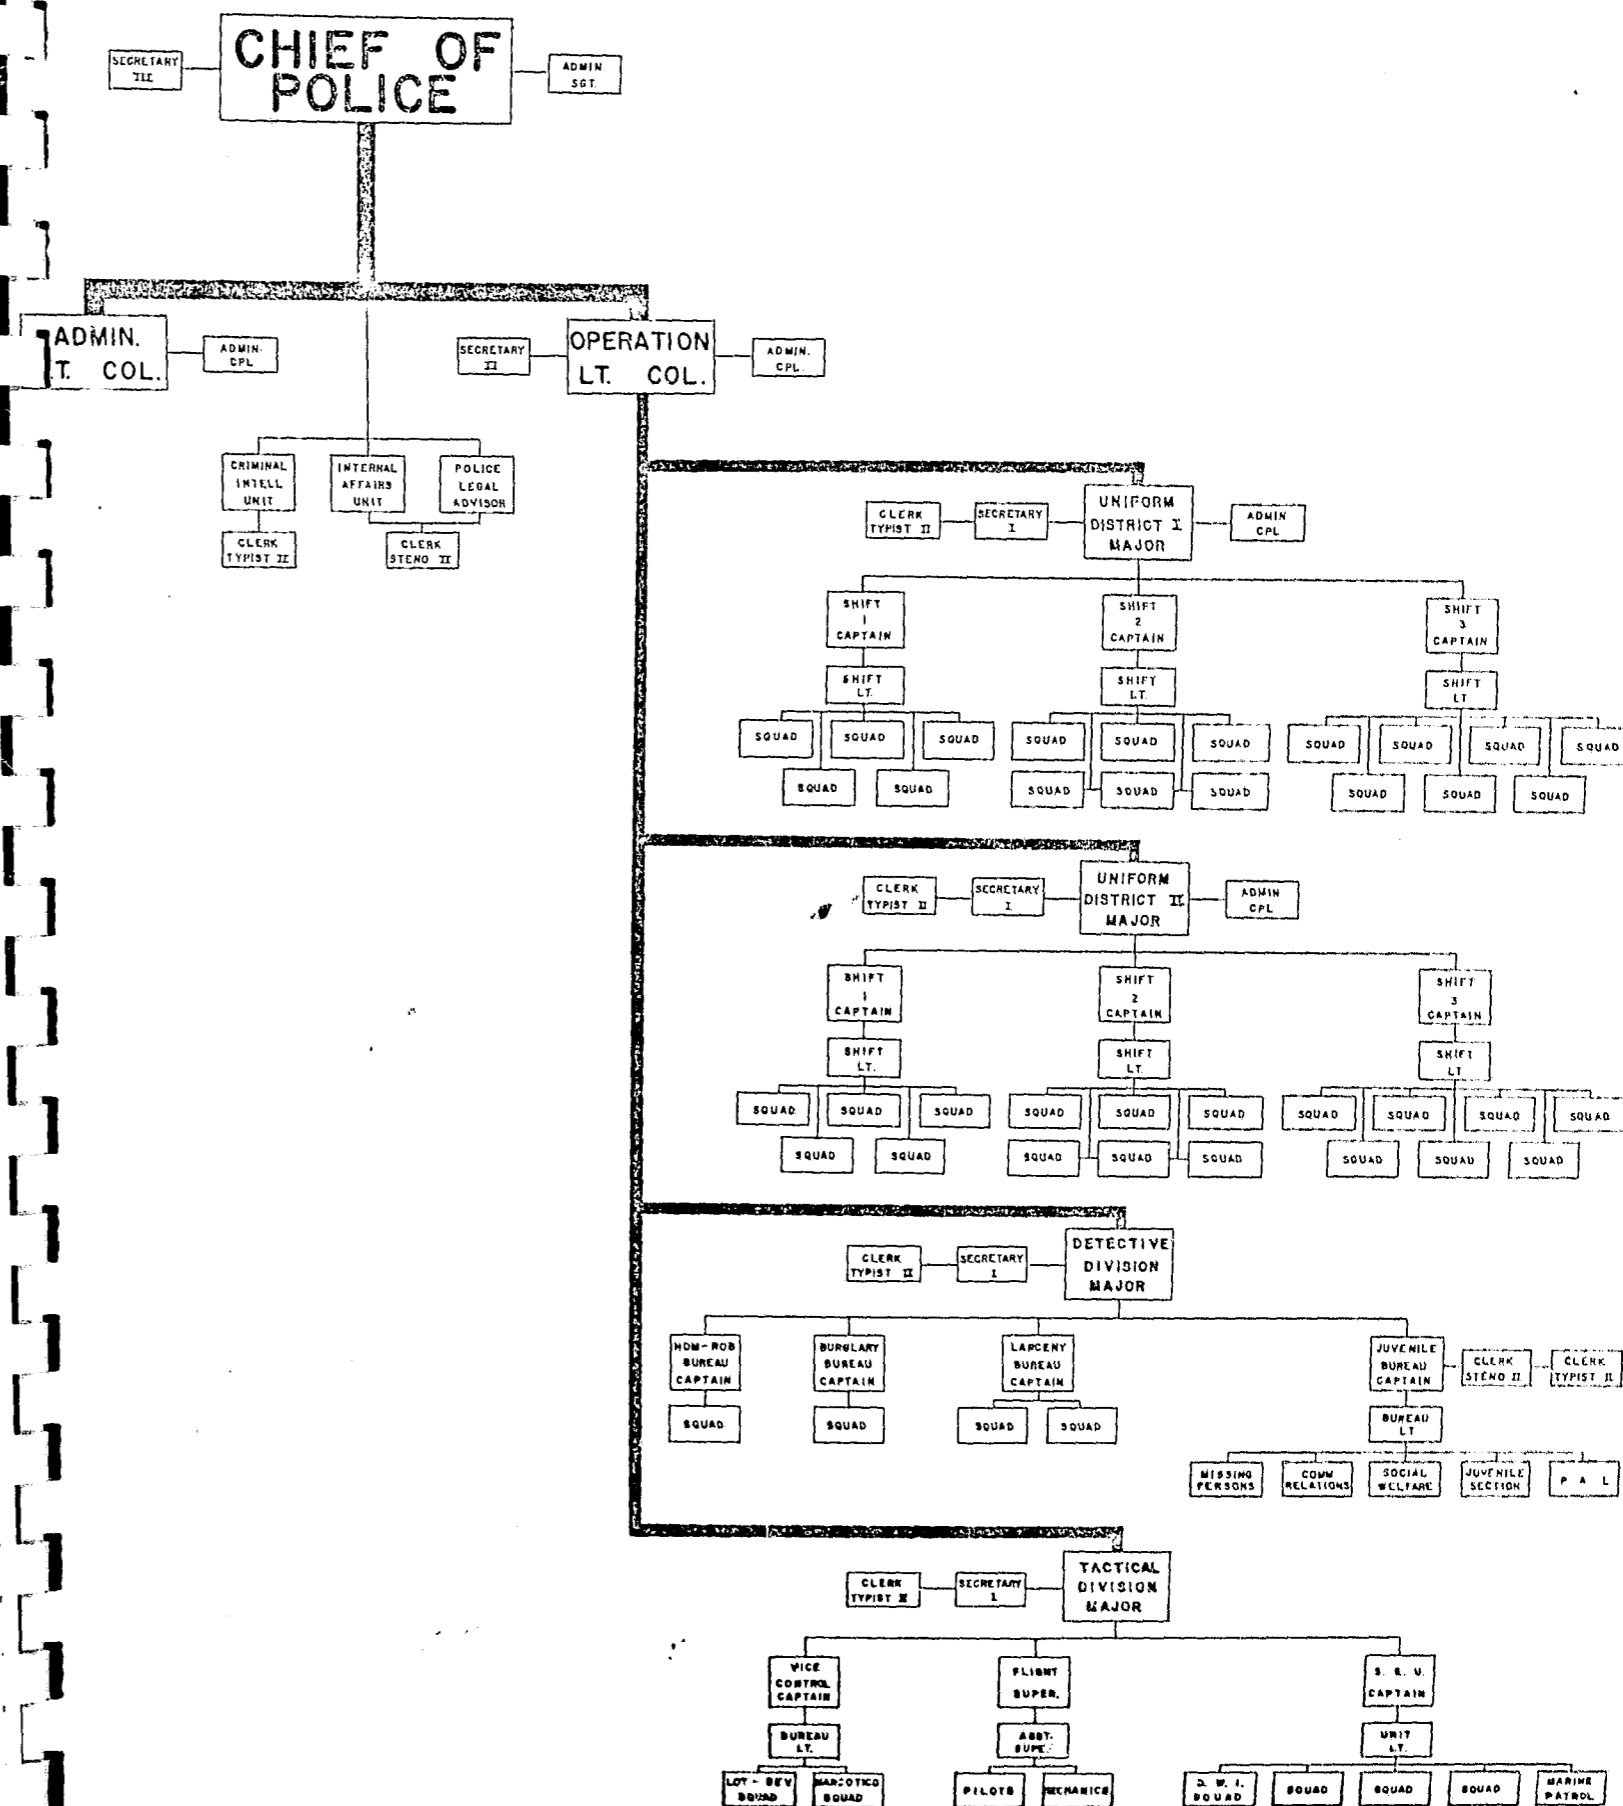 CHIEF OF
POLICE
SECRETARY
III
ADMIN.
SGT.
ADMIN.
T. COL.
ADMIN.
CPL
SECRETARY
II
OPERATION
LT. COL.
ADMIN.
CPL.
CRIMINAL
INTELL
UNIT
INTERNAL
AFFAIRS
UNIT
POLICE
LEGAL
ADVISOR
CLERK
TYPIST II
CLERK
STENO II
CLERK
TYPIST II
SECRETARY
I
UNIFORM
DISTRICT I
MAJOR
ADMIN
CPL
SHIFT
1
CAPTAIN
SHIFT
2
CAPTAIN
SHIFT
3
CAPTAIN
SHIFT
LT.
SHIFT
LT.
SHIFT
LT
SQUAD SQUAD SQUAD SQUAD SQUAD SQUAD SQUAD SQUAD SQUAD SQUAD
SQUAD SQUAD SQUAD SQUAD SQUAD SQUAD SQUAD SQUAD
CLERK
TYPIST II
SECRETARY
I
UNIFORM
DISTRICT II
MAJOR
ADMIN
CPL
SHIFT
1
CAPTAIN
SHIFT
2
CAPTAIN
SHIFT
3
CAPTAIN
SHIFT
LT.
SHIFT
LT.
SHIFT
LT
SQUAD SQUAD SQUAD SQUAD SQUAD SQUAD SQUAD SQUAD SQUAD SQUAD
SQUAD SQUAD SQUAD SQUAD SQUAD SQUAD SQUAD SQUAD
CLERK
TYPIST II
SECRETARY
I
DETECTIVE
DIVISION
MAJOR
HOM-ROB
BUREAU
CAPTAIN
BURGLARY
BUREAU
CAPTAIN
LARCENY
BUREAU
CAPTAIN
JUVENILE
BUREAU
CAPTAIN
CLERK
STENO II
CLERK
TYPIST II
SQUAD
SQUAD
SQUAD SQUAD
BUREAU
LT
MISSING
PERSONS
COMM
RELATIONS
SOCIAL
WELFARE
JUVENILE
SECTION
P A L
CLERK
TYPIST II
SECRETARY
I
TACTICAL
DIVISION
MAJOR
VICE
CONTROL
CAPTAIN
FLIGHT
SUPER.
S. E. U.
CAPTAIN
BUREAU
LT.
ASST.
SUPE.
UNIT
LT.
LOT - BEV
SQUAD
NARCOTICS
SQUAD
PILOTS
MECHANICS
D. W. I.
SQUAD
SQUAD
SQUAD
SQUAD
MARINE
PATROL